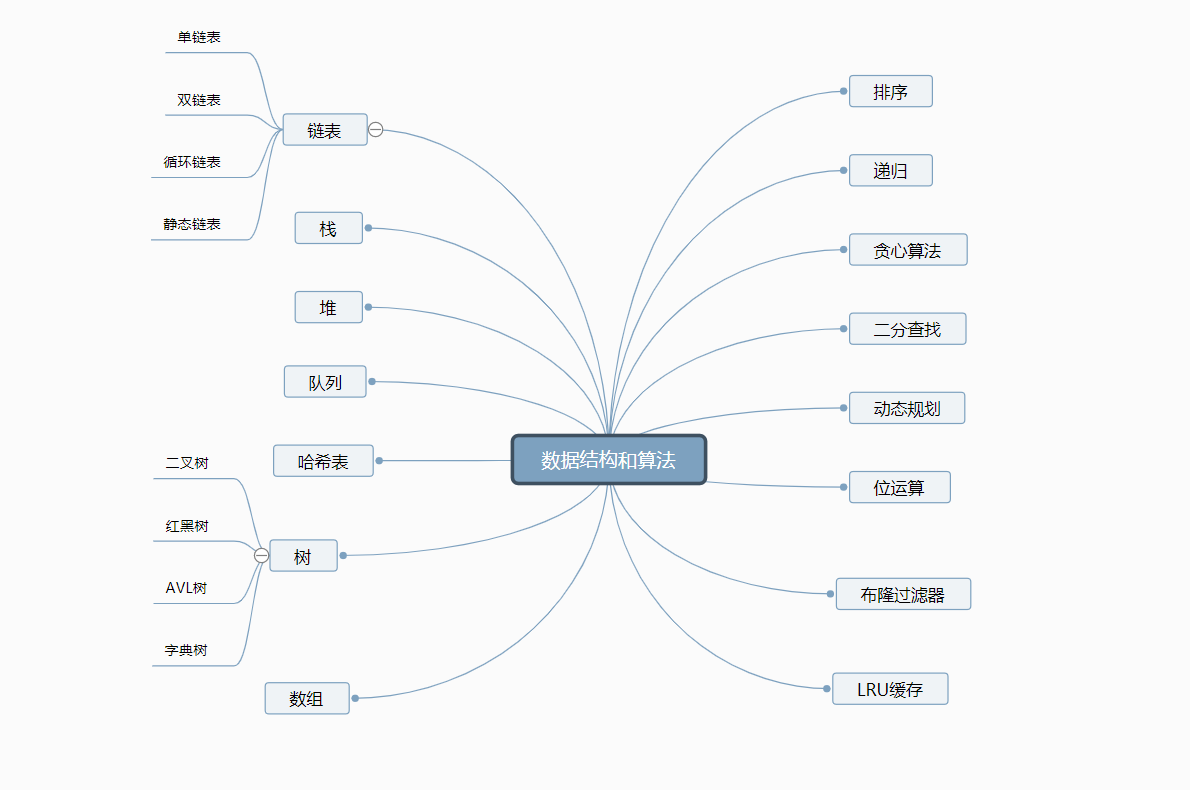 数据结构和算法
链表
单链表
双链表
循环链表
静态链表
栈
堆
队列
哈希表
树
二叉树
红黑树
AVL树
字典树
数组
排序
递归
贪心算法
二分查找
动态规划
位运算
布隆过滤器
LRU缓存